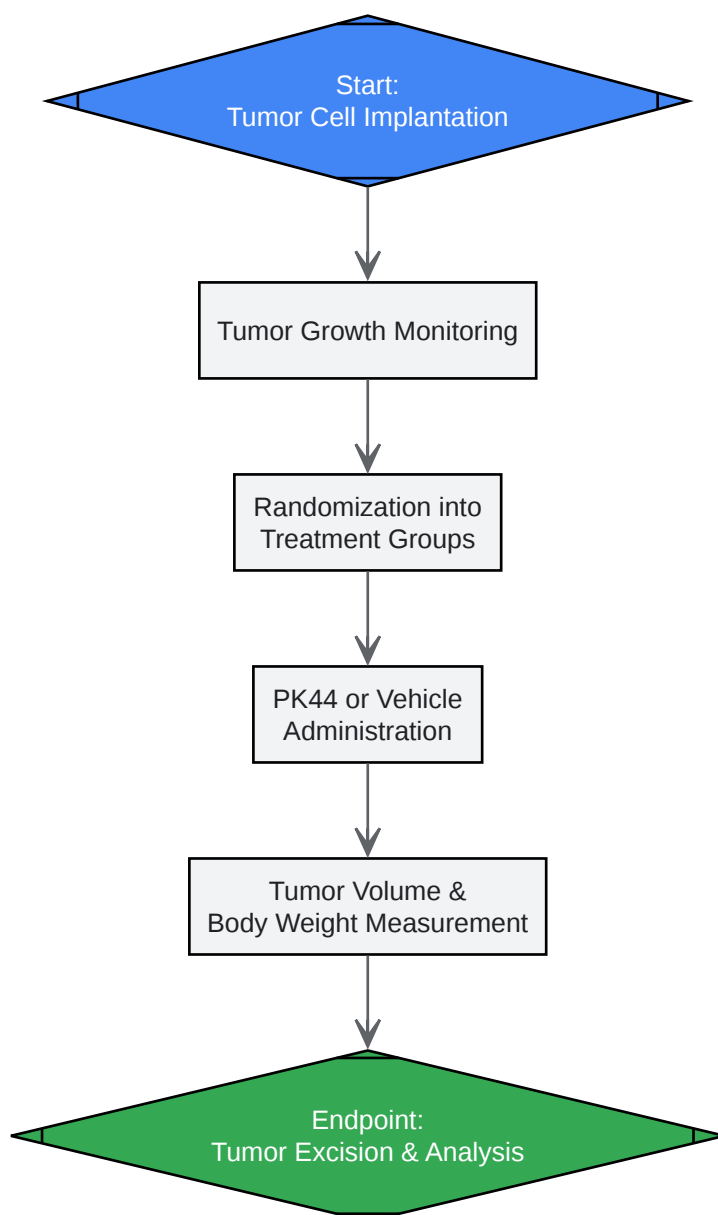 Start:
Tumor Cell Implantation
Tumor Growth Monitoring
Randomization into
Treatment Groups
PK44 or Vehicle
Administration
Tumor Volume &
Body Weight Measurement
Endpoint:
Tumor Excision & Analysis